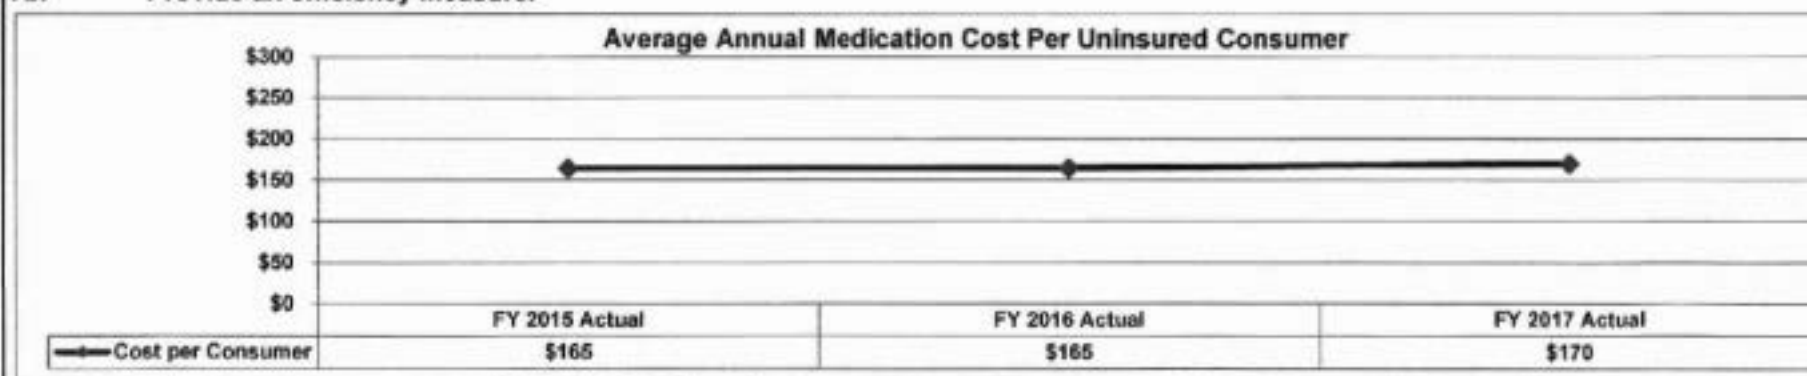 Average Annual Medication Cost Per Uninsured Consumer
$300
$250
$200
$150
$100
$50
$0
FY 2015 Actual FY 2016 Actual FY 2017 Actual
Cost per Consumer $165 $165 $170